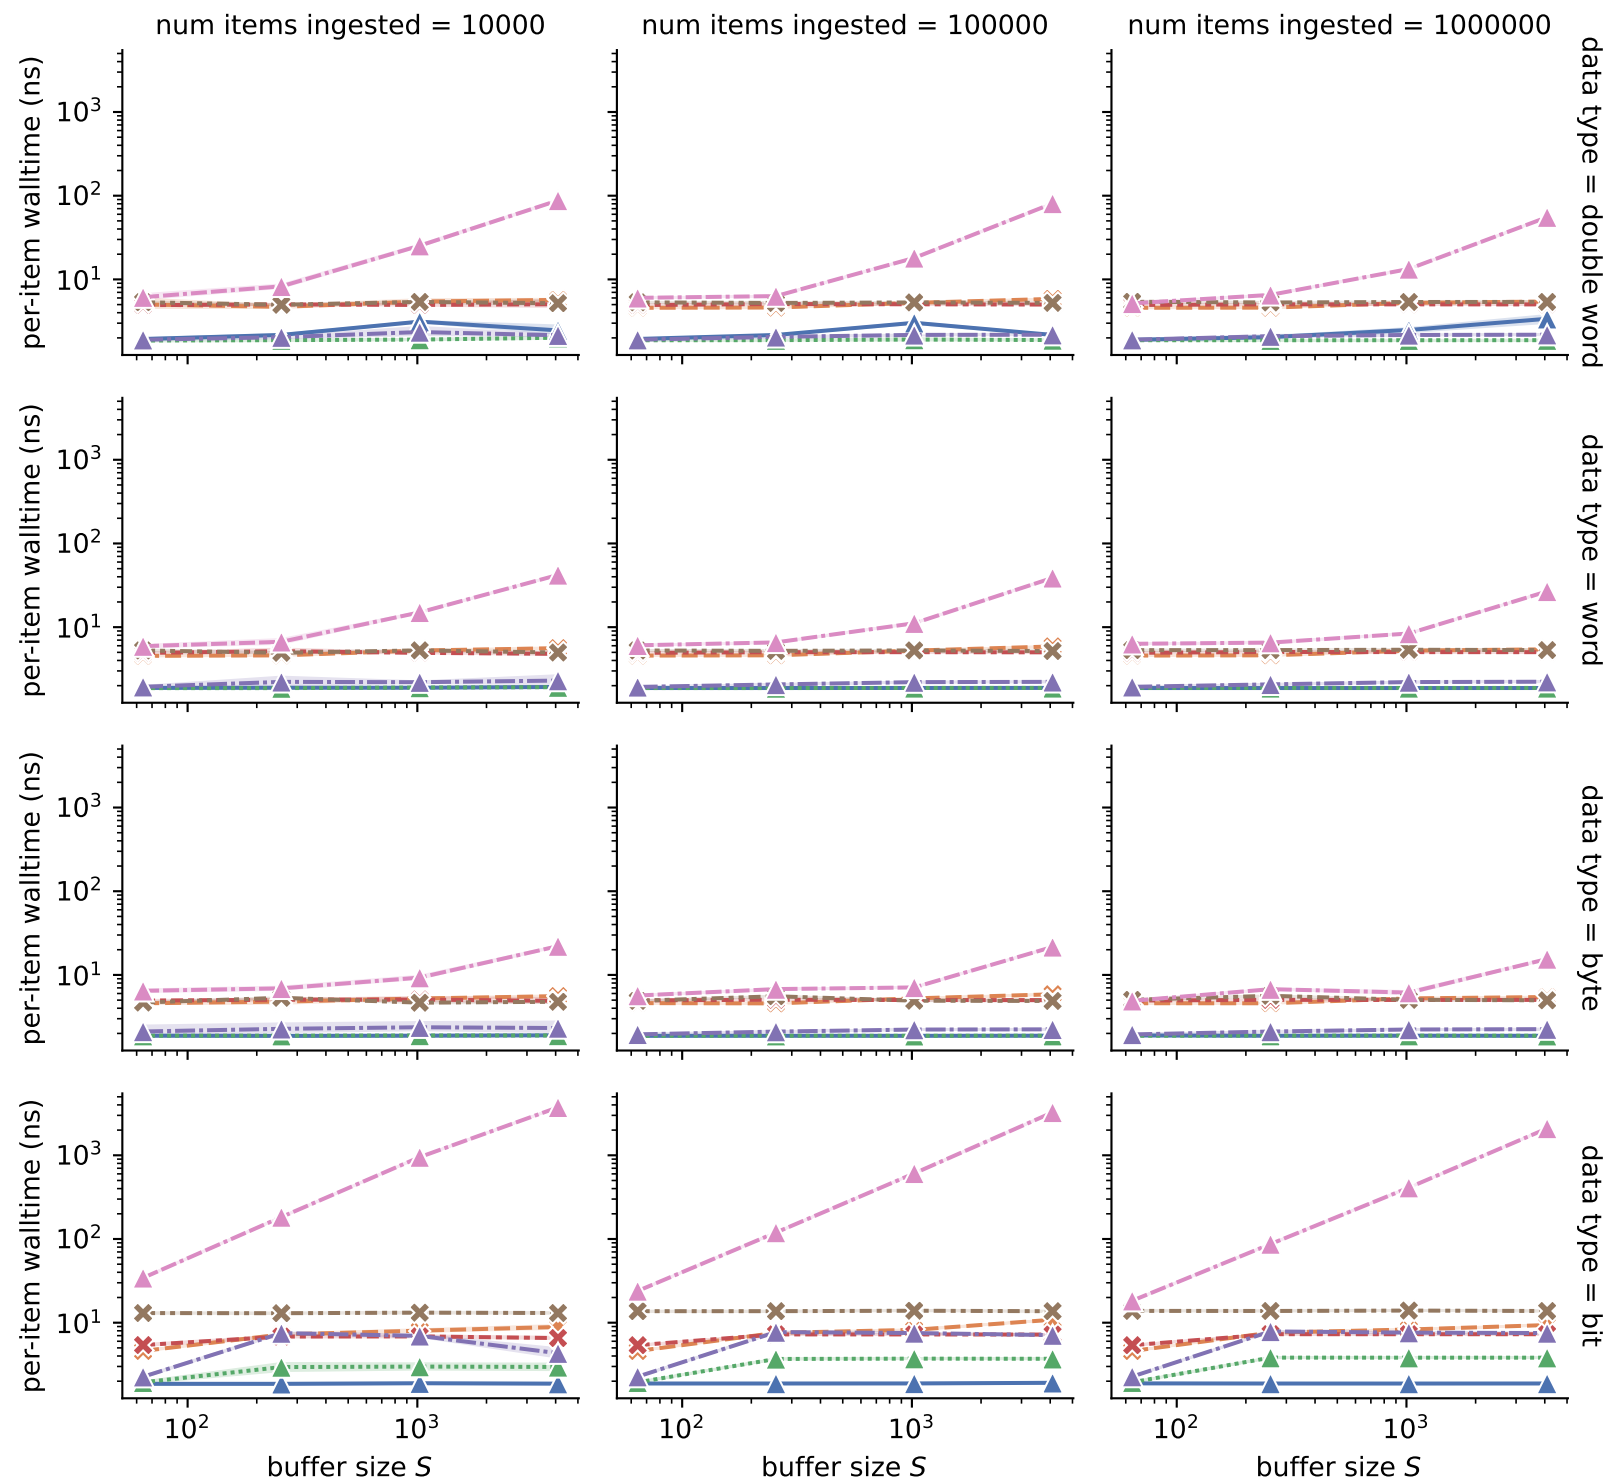 num items ingested = 10000
num items ingested = 100000
num items ingested = 1000000
per-item walltime (ns)
10³
10²
10¹
data type = double word
per-item walltime (ns)
10³
10²
10¹
data type = word
per-item walltime (ns)
10³
10²
10¹
data type = byte
per-item walltime (ns)
10³
10²
10¹
data type = bit
10²
10³
10²
10³
10²
10³
buffer size S
buffer size S
buffer size S